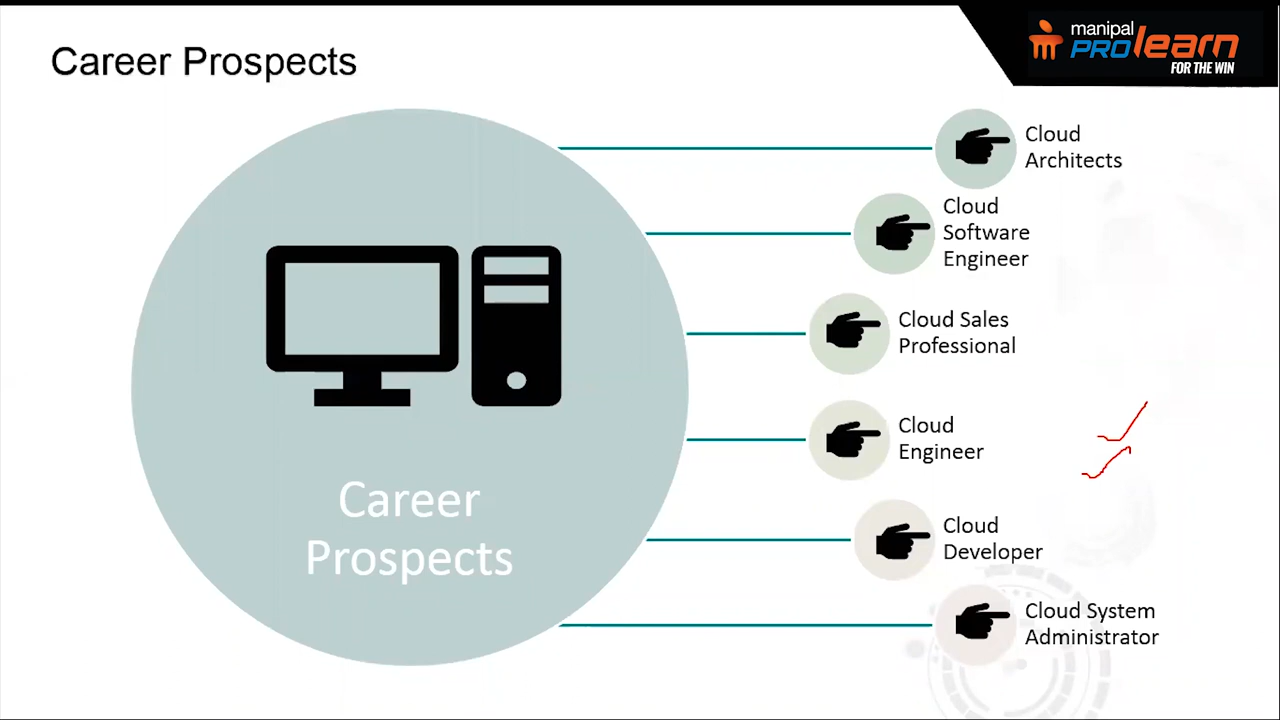 Career Prospects
manipal
PROlearn
FOR THE WIN
Cloud
Architects
Cloud
Software
Engineer
Cloud Sales
Professional
Cloud
Engineer
Cloud
Developer
Cloud System
Administrator
Career
Prospects